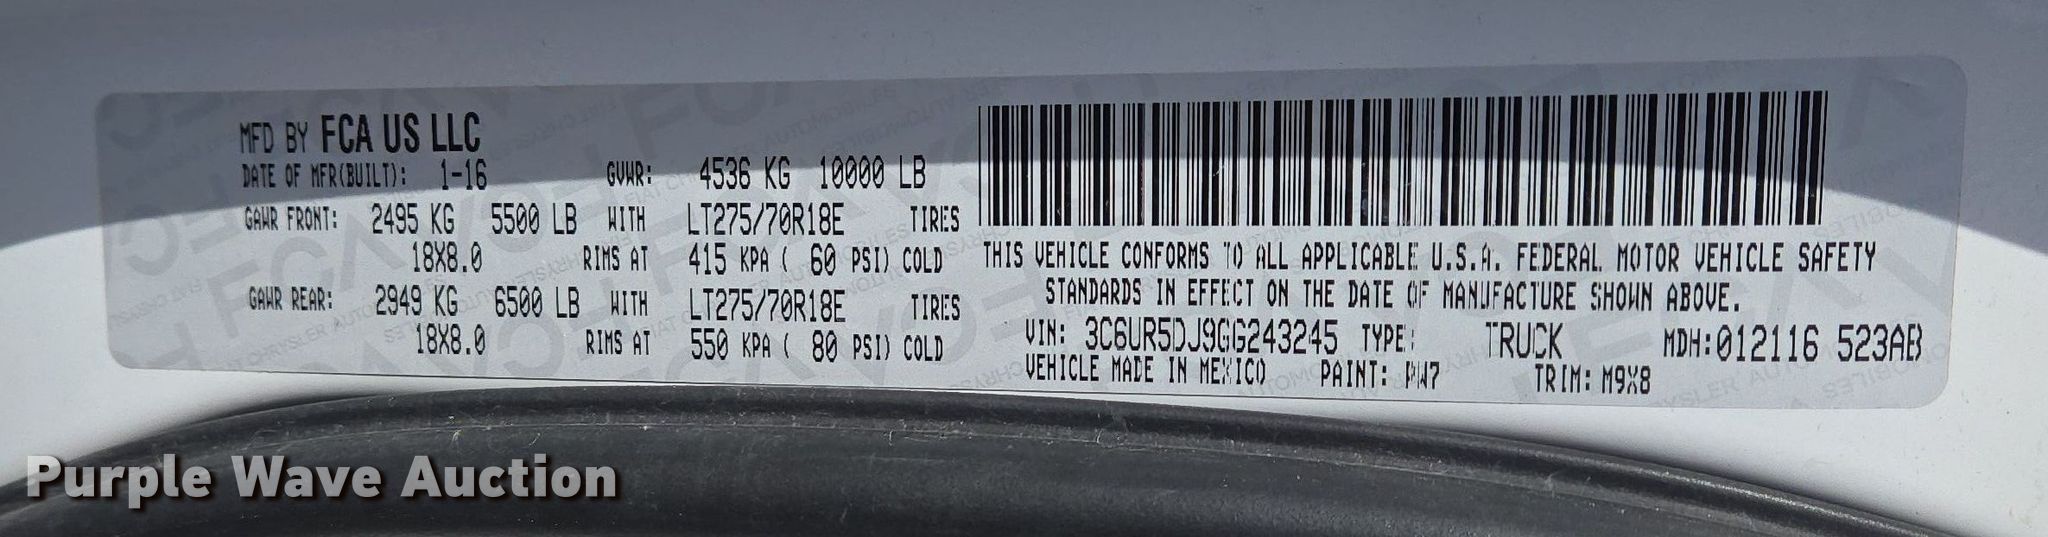 MFD BY FCA US LLC
DATE OF MFR(BUILT): 1-16 GVWR: 4536 KG 10000 LB
GAWR FRONT: 2495 KG 5500 LB WITH LT275/70R18E TIRES
18X8.0 RIMS AT 415 KPA ( 60 PSI) COLD
GAWR REAR: 2949 KG 6500 LB WITH LT275/70R18E TIRES
18X8.0 RIMS AT 550 KPA ( 80 PSI) COLD
THIS VEHICLE CONFORMS TO ALL APPLICABLE U.S.A. FEDERAL MOTOR VEHICLE SAFETY
STANDARDS IN EFFECT ON THE DATE OF MANUFACTURE SHOWN ABOVE.
VIN: 3C6UR5DJ9GG243245 TYPE: TRUCK MDH:012116 523AB
VEHICLE MADE IN MEXICO PAINT: PW7 TRIM: M9X8
Purple Wave Auction